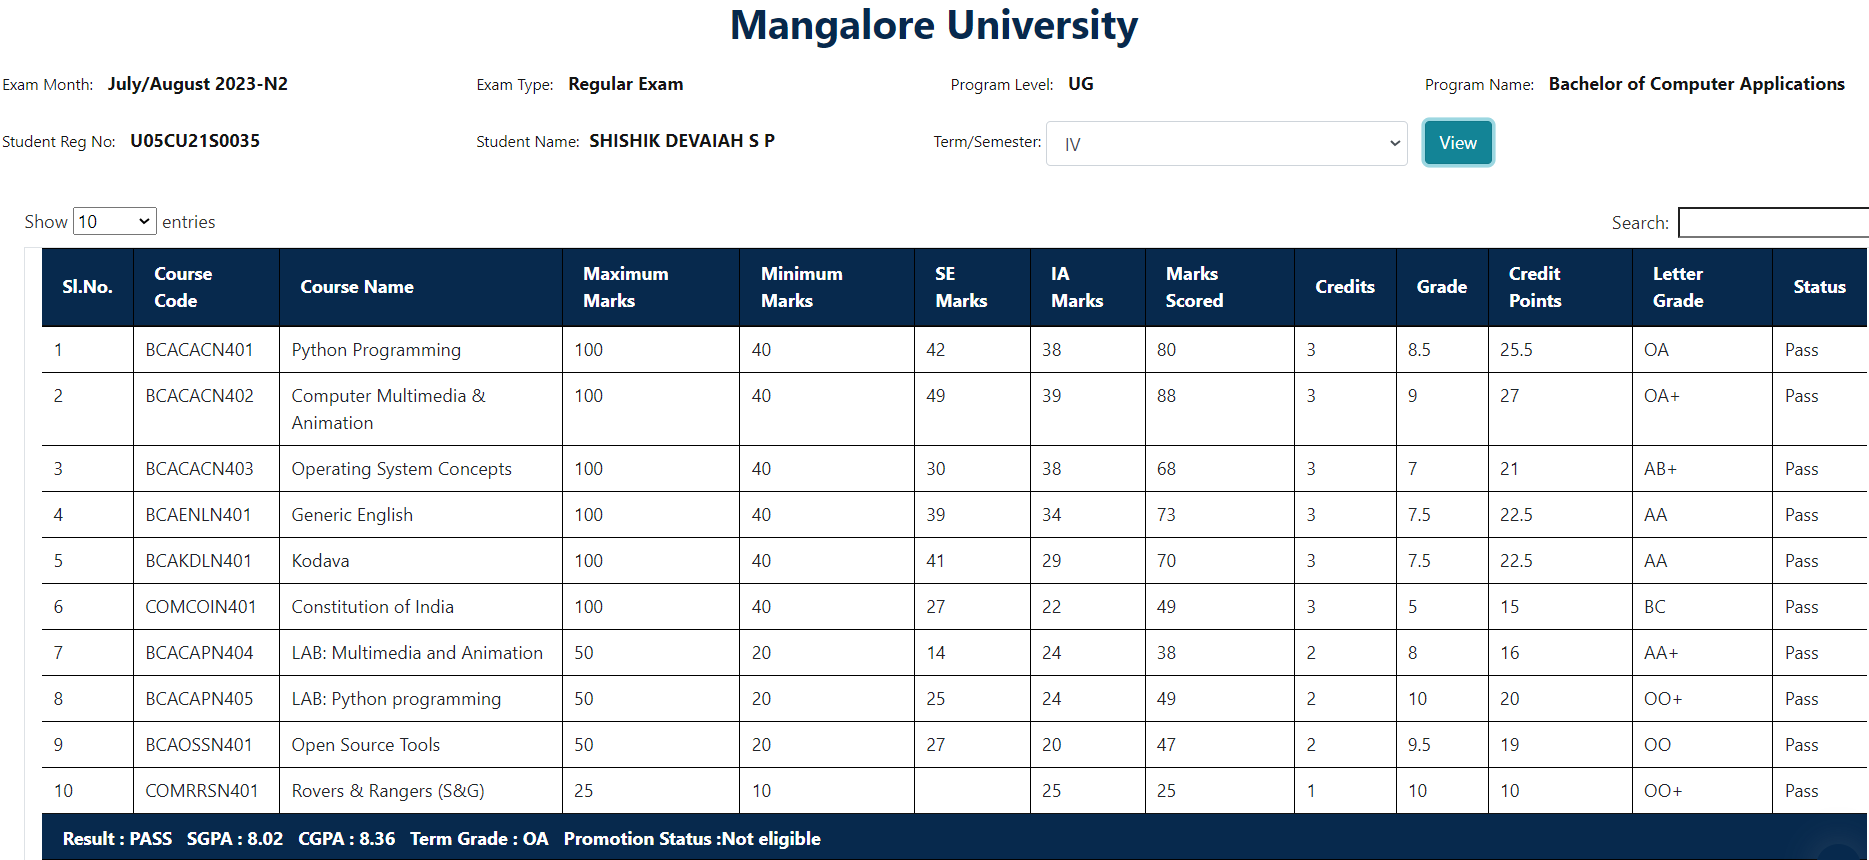 Mangalore University
Exam Month: July/August 2023-N2 Exam Type: Regular Exam Program Level: UG Program Name: Bachelor of Computer Applications
Student Reg No: U05CU21S0035 Student Name: SHISHIK DEVAIAH S P Term/Semester: IV View
Show 10 entries Search:
Sl.No. Course Code Course Name Maximum Marks Minimum Marks SE Marks IA Marks Marks Scored Credits Grade Credit Points Letter Grade Status
1 BCACACN401 Python Programming 100 40 42 38 80 3 8.5 25.5 OA Pass
2 BCACACN402 Computer Multimedia & Animation 100 40 49 39 88 3 9 27 OA+ Pass
3 BCACACN403 Operating System Concepts 100 40 30 38 68 3 7 21 AB+ Pass
4 BCAENLN401 Generic English 100 40 39 34 73 3 7.5 22.5 AA Pass
5 BCAKDLN401 Kodava 100 40 41 29 70 3 7.5 22.5 AA Pass
6 COMCOIN401 Constitution of India 100 40 27 22 49 3 5 15 BC Pass
7 BCACAPN404 LAB: Multimedia and Animation 50 20 14 24 38 2 8 16 AA+ Pass
8 BCACAPN405 LAB: Python programming 50 20 25 24 49 2 10 20 OO+ Pass
9 BCAOSSN401 Open Source Tools 50 20 27 20 47 2 9.5 19 OO Pass
10 COMRRSN401 Rovers & Rangers (S&G) 25 10 25 25 1 10 10 OO+ Pass
Result : PASS SGPA : 8.02 CGPA : 8.36 Term Grade : OA Promotion Status :Not eligible